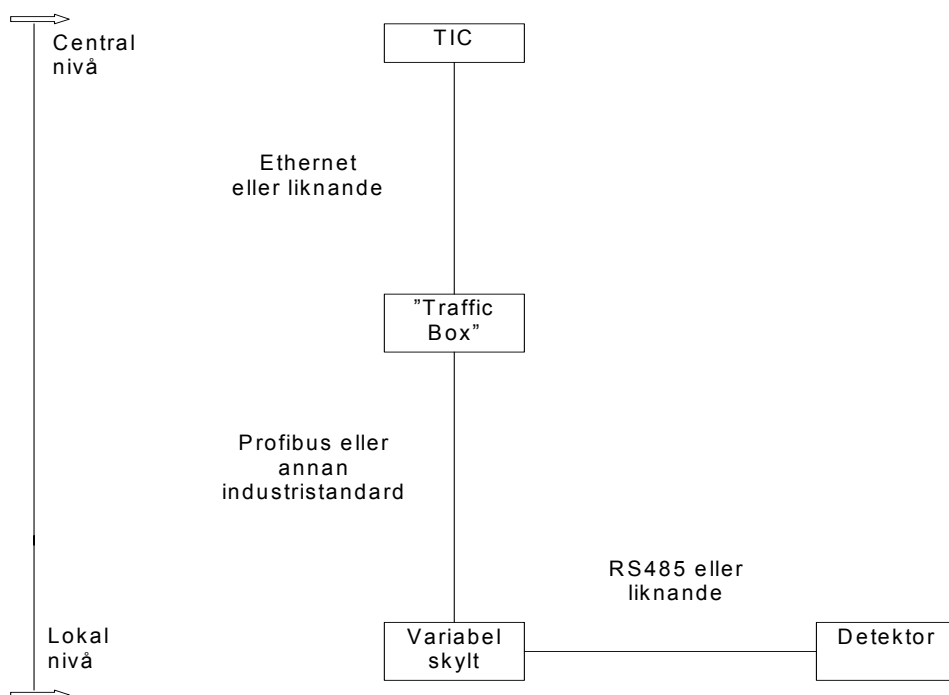 Central
nivå
TIC
Ethernet
eller liknande
”Traffic
Box”
Profibus eller
annan
industristandard
RS485 eller
liknande
Lokal
nivå
Variabel
skylt
Detektor